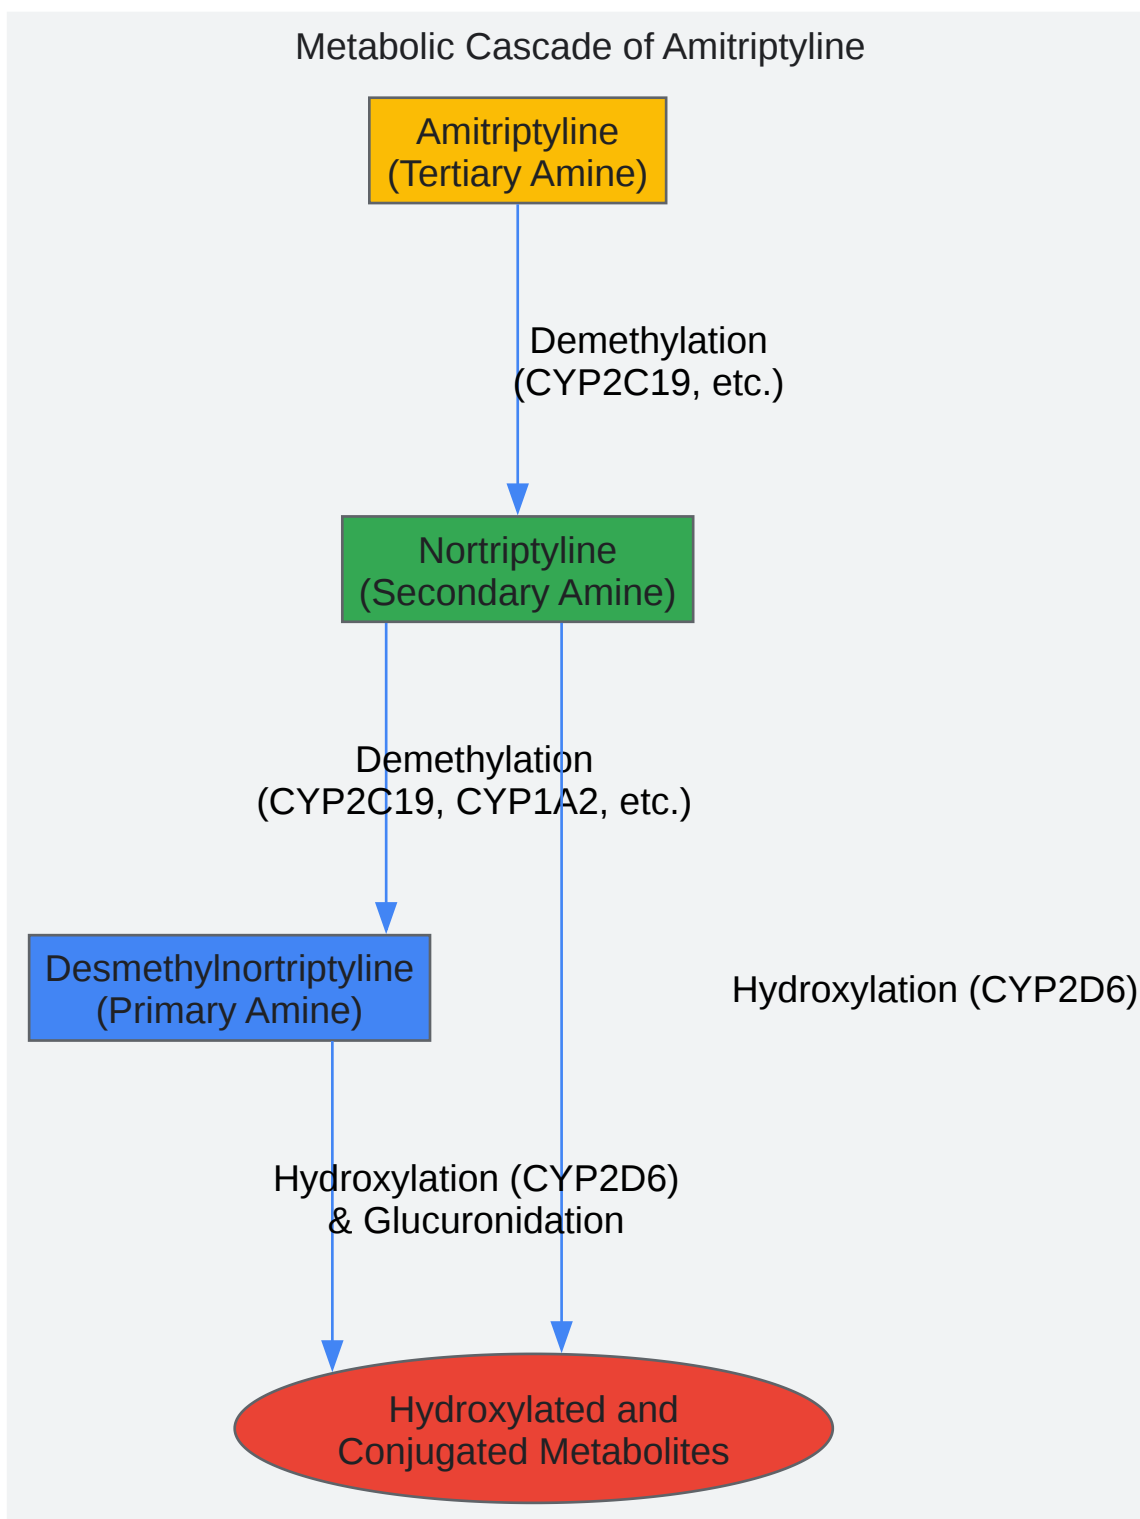 Metabolic Cascade of Amitriptyline
Amitriptyline
(Tertiary Amine)
Demethylation
(CYP2C19, etc.)
Nortriptyline
(Secondary Amine)
Demethylation
(CYP2C19, CYP1A2, etc.)
Desmethylnortriptyline
(Primary Amine)
Hydroxylation (CYP2D6)
Hydroxylation (CYP2D6)
& Glucuronidation
Hydroxylated and
Conjugated Metabolites